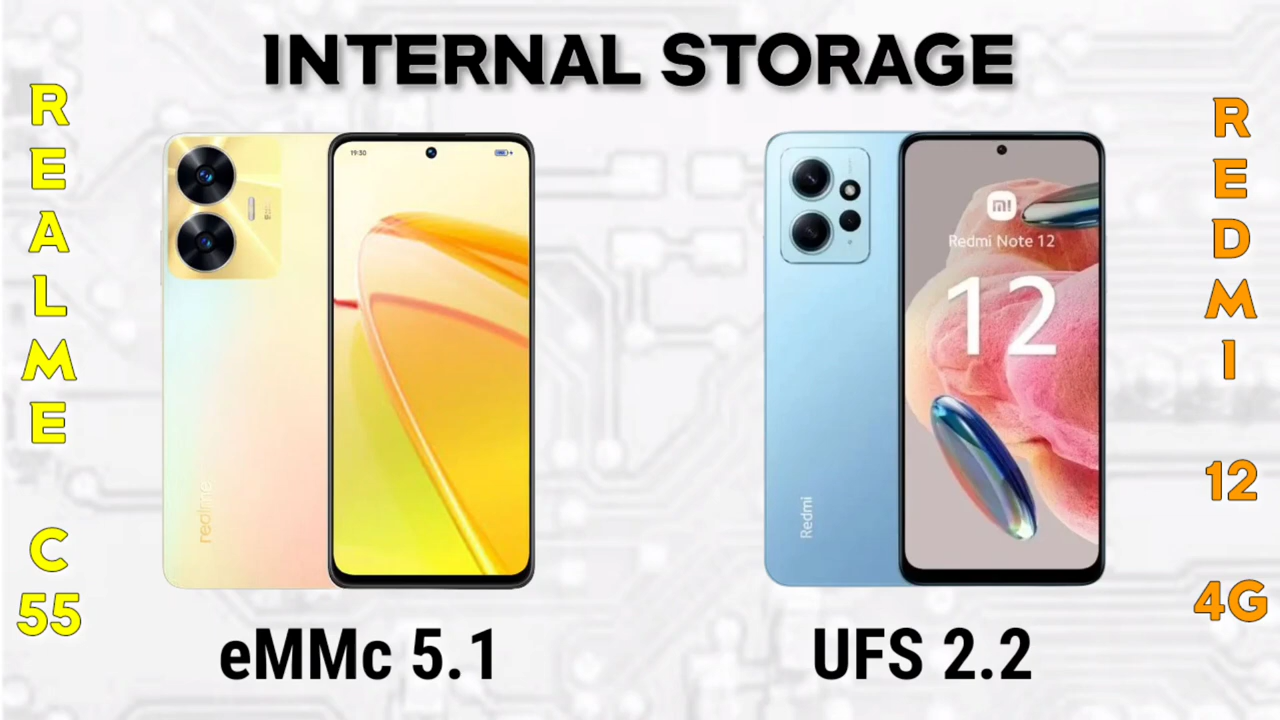 INTERNAL STORAGE
REALME
C
55
19:30
realme
mi
Redmi Note 12
12
Redmi
REDMI
12
4G
eMMc 5.1
UFS 2.2